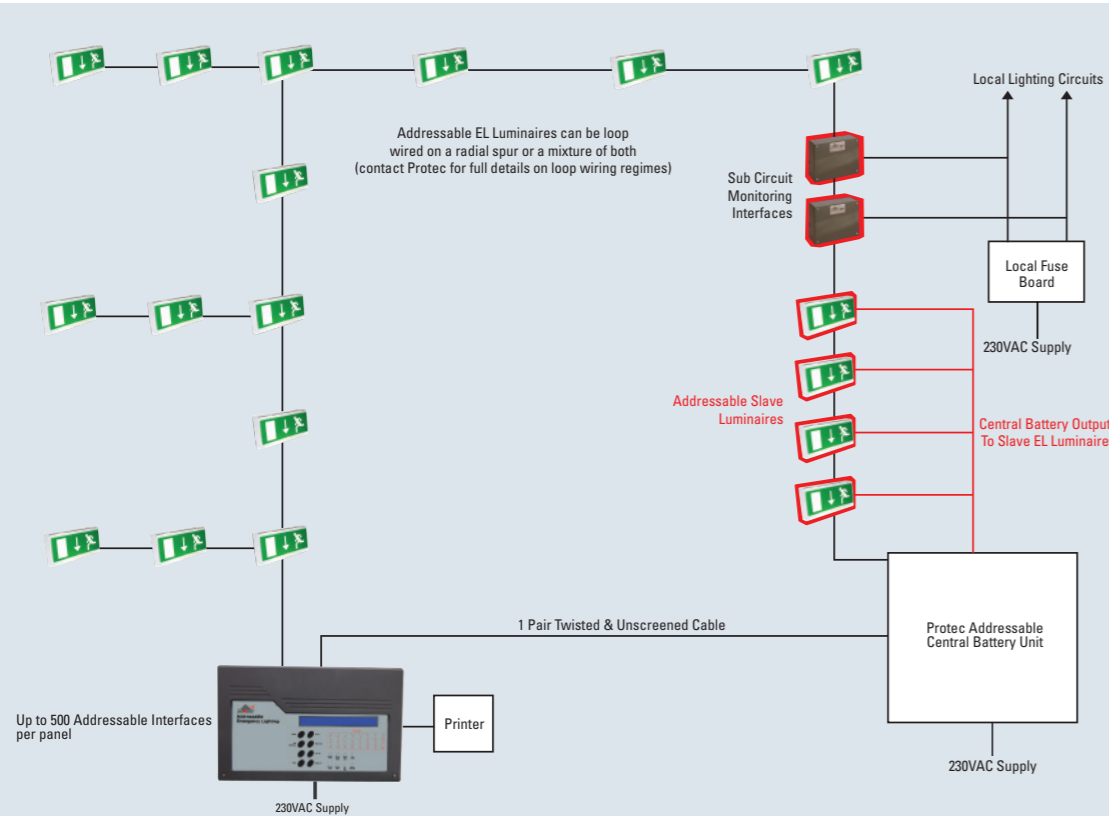 Local Lighting Circuits
Addressable EL Luminaires can be loop
wired on a radial spur or a mixture of both
(contact Protec for full details on loop wiring regimes)
Sub Circuit
Monitoring
Interfaces
Local Fuse
Board
230VAC Supply
Addressable Slave
Luminaires
Central Battery Output
To Slave EL Luminaire
1 Pair Twisted & Unscreened Cable
Protec Addressable
Central Battery Unit
Up to 500 Addressable Interfaces
per panel
Addressable
Emergency Lighting
Printer
230VAC Supply
230VAC Supply